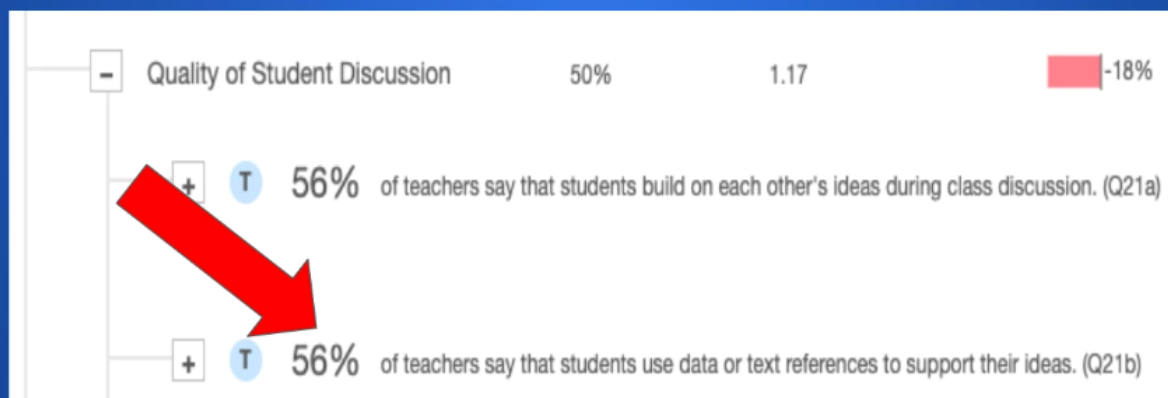 - Quality of Student Discussion 50% 1.17 -18%
+ T 56% of teachers say that students build on each other's ideas during class discussion. (Q21a)
+ T 56% of teachers say that students use data or text references to support their ideas. (Q21b)